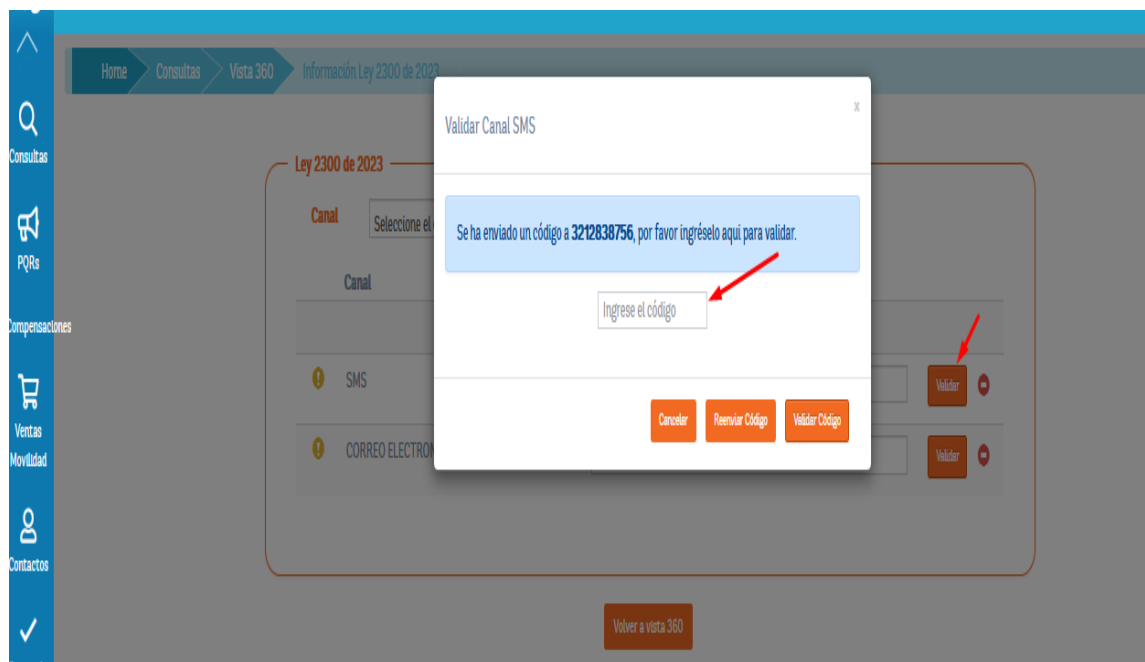 Home
Consultas
Vista 360
Información Ley 2300 de 2023
Consultas
PQRs
Compensaciones
Ventas
Movilidad
Contactos
Ley 2300 de 2023
Canal
Seleccione el
Canal
SMS
Validar
CORREO ELECTRON
Validar
Volver a vista 360
Validar Canal SMS
x
Se ha enviado un código a 3212838756, por favor ingréselo aqui para validar.
Ingrese el código
Cancelar
Reenviar Código
Validar Código